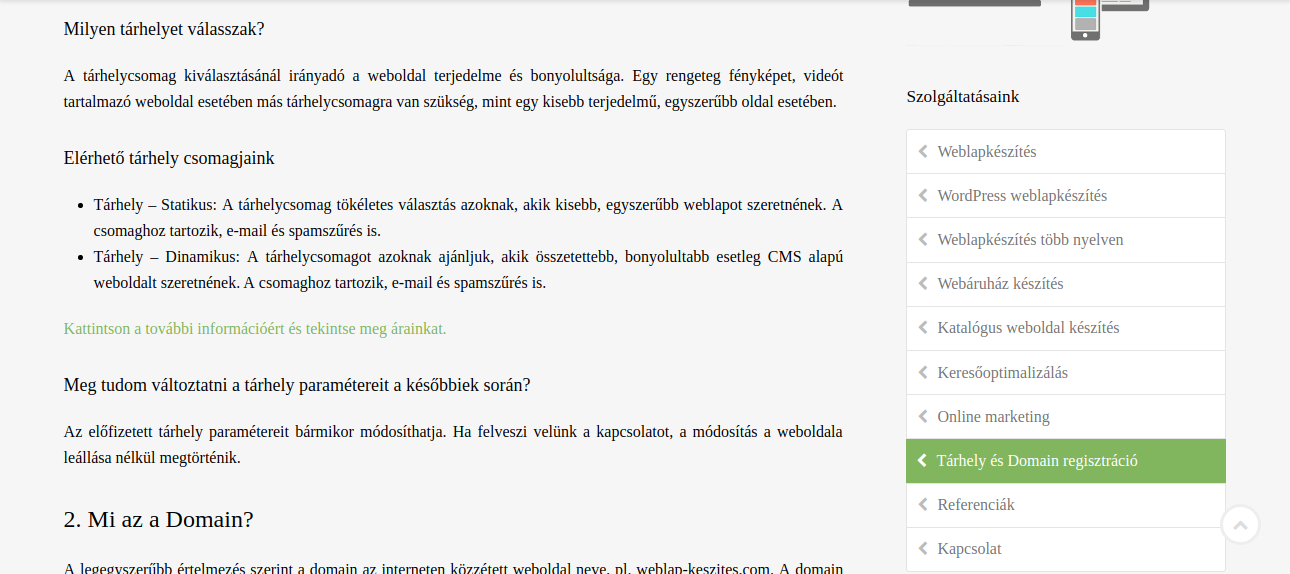 Milyen tárhelyet válasszak?
A tárhelycsomag kiválasztásánál irányadó a weboldal terjedelme és bonyolultsága. Egy rengeteg fényképet, videót
tartalmazó weboldal esetében más tárhelycsomagra van szükség, mint egy kisebb terjedelmű, egyszerűbb oldal esetében.
Elérhető tárhely csomagjaink
Tárhely – Statikus: A tárhelycsomag tökéletes választás azoknak, akik kisebb, egyszerűbb weblapot szeretnének. A
csomaghoz tartozik, e-mail és spamszűrés is.
Tárhely – Dinamikus: A tárhelycsomagot azoknak ajánljuk, akik összetettebb, bonyolultabb esetleg CMS alapú
weboldalt szeretnének. A csomaghoz tartozik, e-mail és spamszűrés is.
Kattintson a további információért és tekintse meg árainkat.
Meg tudom változtatni a tárhely paramétereit a későbbiek során?
Az előfizetett tárhely paramétereit bármikor módosíthatja. Ha felveszi velünk a kapcsolatot, a módosítás a weboldala
leállása nélkül megtörténik.
2. Mi az a Domain?
A legegyszerűbb értelmezés szerint a domain az interneten közzétett weboldal neve, pl. weblap-keszites.com. A domain
Szolgáltatásaink
Weblapkészítés
WordPress weblapkészítés
Weblapkészítés több nyelven
Webáruház készítés
Katalógus weboldal készítés
Keresőoptimalizálás
Online marketing
Tárhely és Domain regisztráció
Referenciák
Kapcsolat